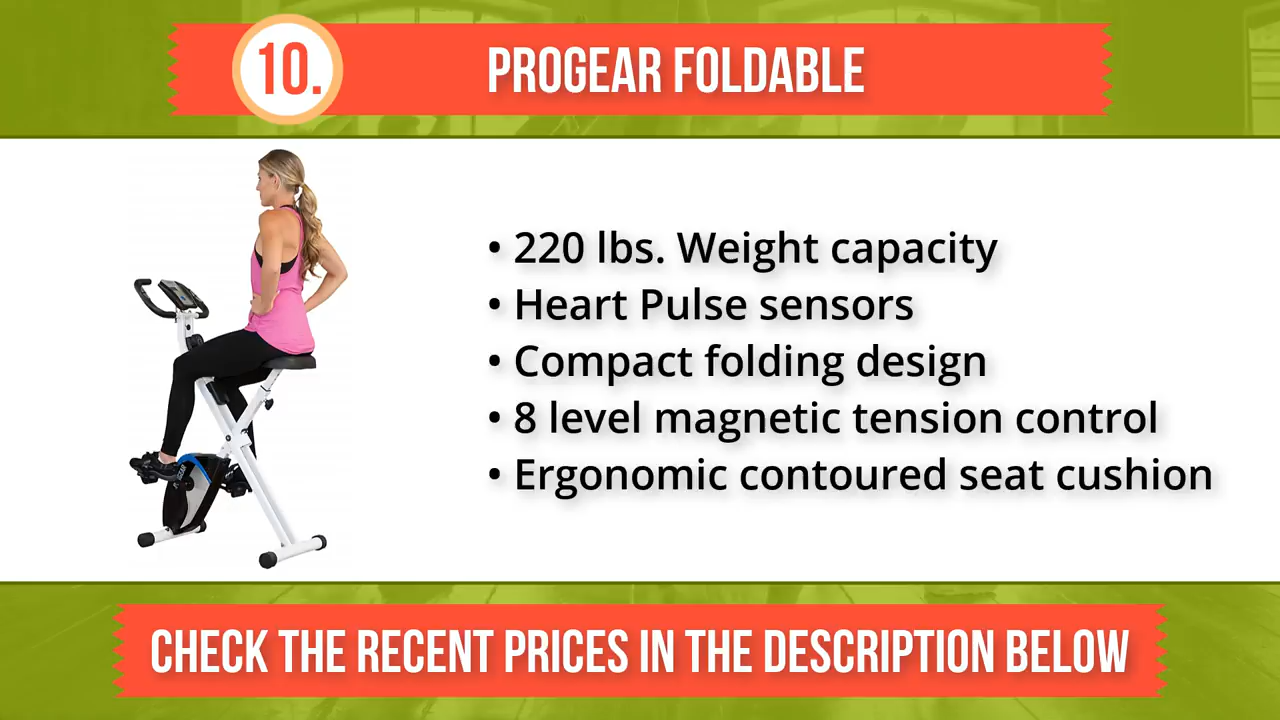 10.
PROGEAR FOLDABLE
• 220 lbs. Weight capacity
• Heart Pulse sensors
• Compact folding design
• 8 level magnetic tension control
• Ergonomic contoured seat cushion
CHECK THE RECENT PRICES IN THE DESCRIPTION BELOW